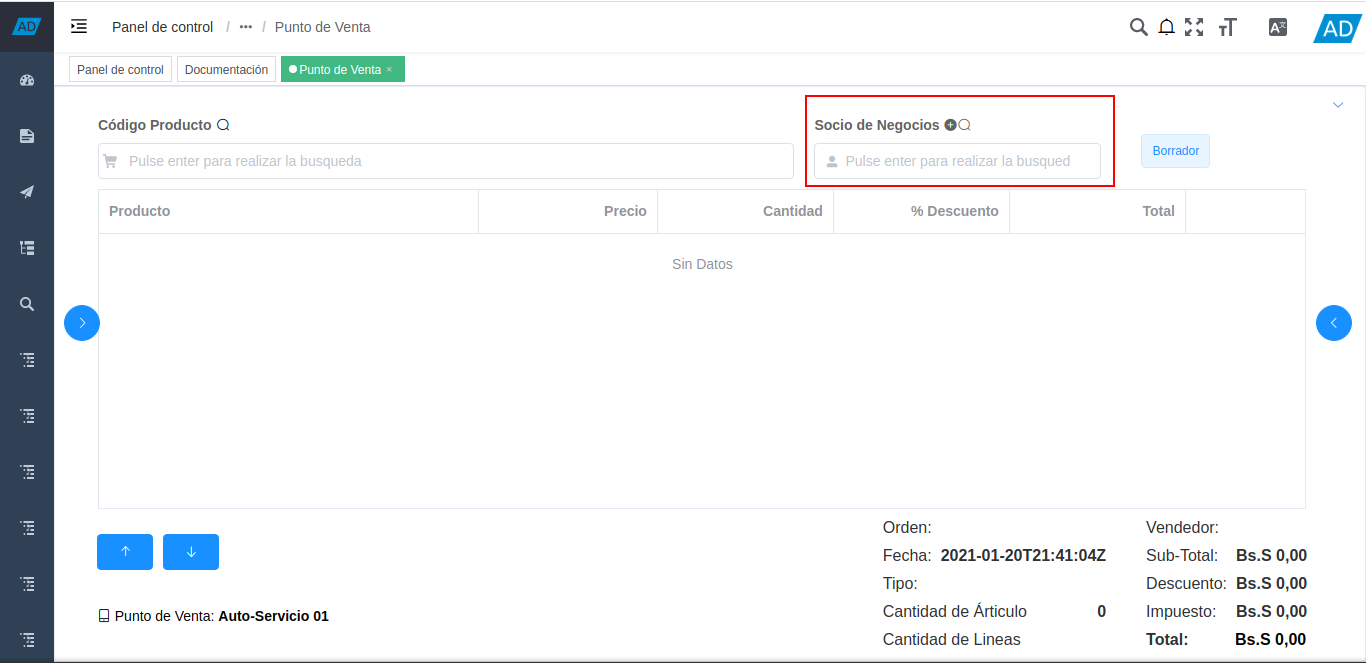 AD
Panel de control / ••• / Punto de Venta
AD
Panel de control
Documentación
Punto de Venta ×
Código Producto
Socio de Negocios
Pulse enter para realizar la busqueda
Pulse enter para realizar la busqued
Borrador
Producto Precio Cantidad % Descuento Total
Sin Datos
Orden:
Fecha: 2021-01-20T21:41:04Z
Tipo:
Cantidad de Árticulo 0
Cantidad de Lineas
Vendedor:
Sub-Total: Bs.S 0,00
Descuento: Bs.S 0,00
Impuesto: Bs.S 0,00
Total: Bs.S 0,00
Punto de Venta: Auto-Servicio 01